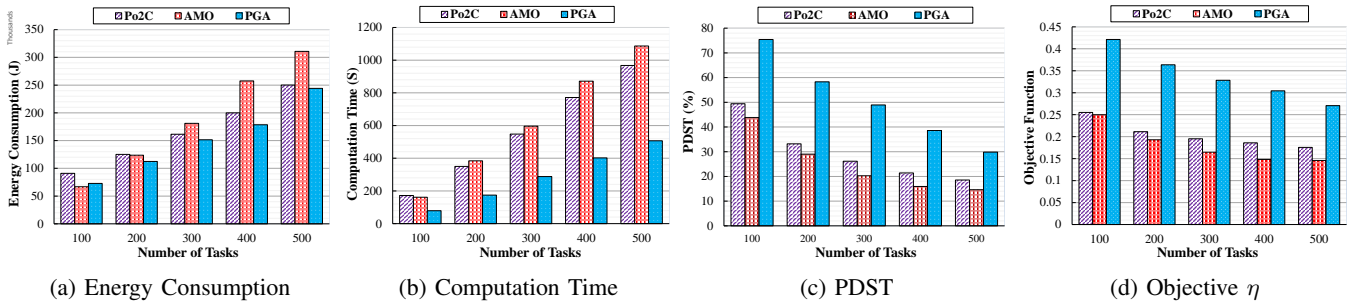 Po2C AMO PGA
Thousands
Energy Consumption (J)
350
300
250
200
150
100
50
0
100 200 300 400 500
Number of Tasks
(a) Energy Consumption
Po2C AMO PGA
Computation Time (S)
1200
1000
800
600
400
200
0
100 200 300 400 500
Number of Tasks
(b) Computation Time
Po2C AMO PGA
PDST (%)
80
70
60
50
40
30
20
10
0
100 200 300 400 500
Number of Tasks
(c) PDST
Po2C AMO PGA
Objective Function
0.45
0.4
0.35
0.3
0.25
0.2
0.15
0.1
0.05
0
100 200 300 400 500
Number of Tasks
(d) Objective η